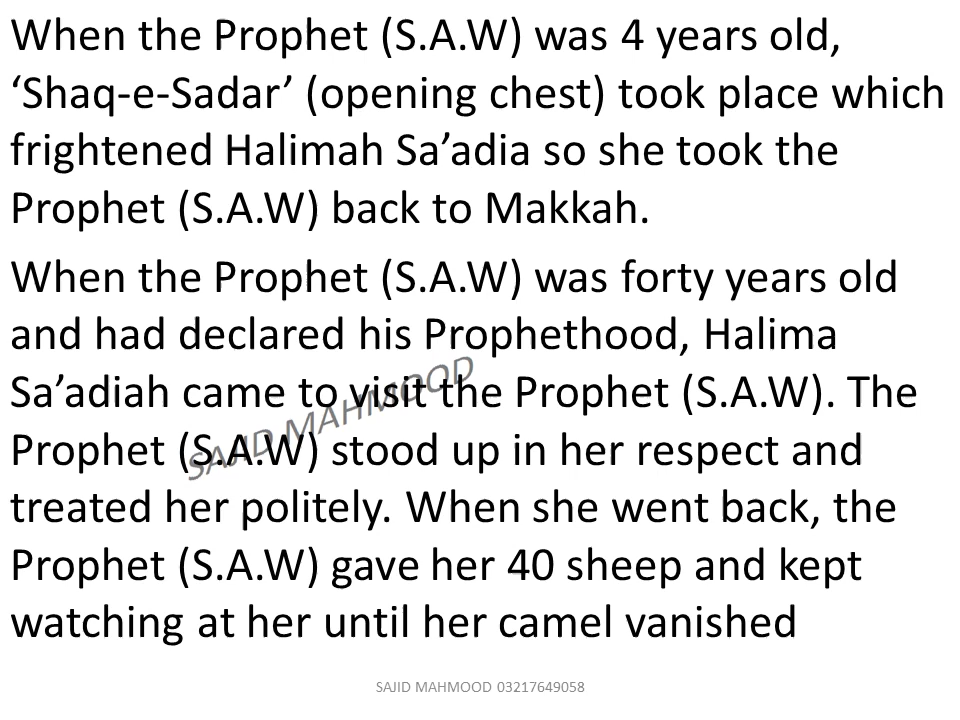 When the Prophet (S.A.W) was 4 years old,
‘Shaq-e-Sadar’ (opening chest) took place which
frightened Halimah Sa’adia so she took the
Prophet (S.A.W) back to Makkah.
When the Prophet (S.A.W) was forty years old
and had declared his Prophethood, Halima
Sa’adiah came to visit the Prophet (S.A.W). The
Prophet (S.A.W) stood up in her respect and
treated her politely. When she went back, the
Prophet (S.A.W) gave her 40 sheep and kept
watching at her until her camel vanished
SAJID MAHMOOD
SAJID MAHMOOD 03217649058